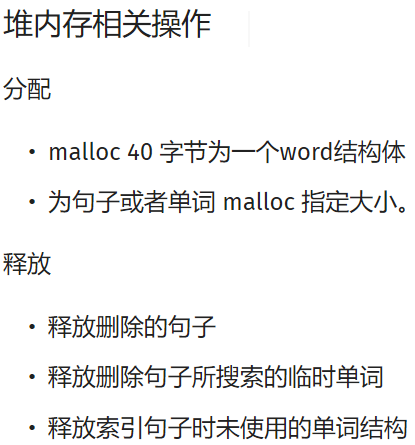 堆内存相关操作
分配
• malloc 40 字节为一个word结构体
• 为句子或者单词 malloc 指定大小。
释放
• 释放删除的句子
• 释放删除句子所搜索的临时单词
• 释放索引句子时未使用的单词结构